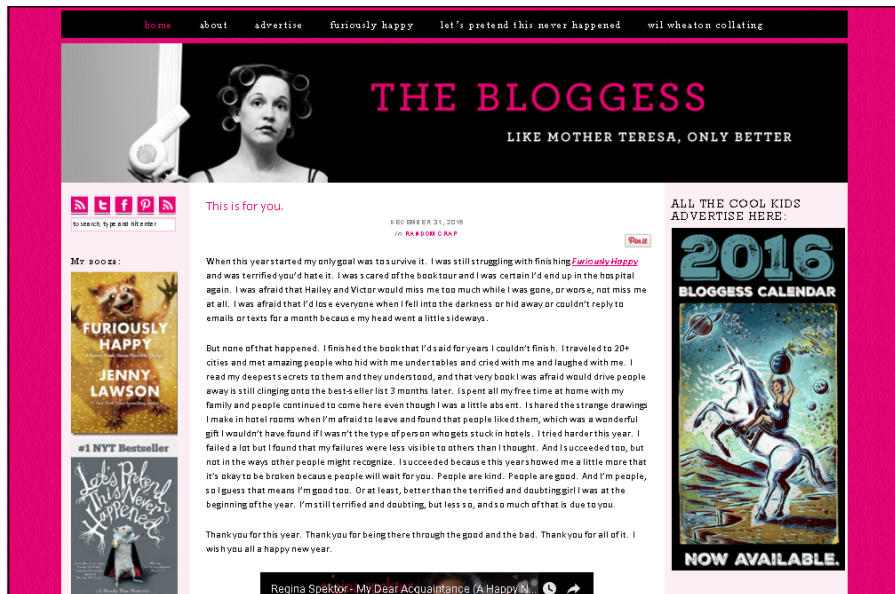 home about advertise furiously happy let's pretend this never happened wil wheaton collating
THE BLOGGESS
LIKE MOTHER TERESA, ONLY BETTER
to search, type and hit enter
MY BOOKS:
FURIOUSLY
HAPPY
JENNY
LAWSON
#1 NYT Bestseller
Let's Pretend
This Never
Happened
This is for you.
DECEMBER 31, 2015
in RANDOM CRAP
Pin it
When this year started my only goal was to survive it. I was still struggling with finishing Furiously Happy
and was terrified you'd hate it. I was scared of the book tour and I was certain I'd end up in the hospital
again. I was afraid that Hailey and Victor would miss me too much while I was gone, or worse, not miss me
at all. I was afraid that I'd lose everyone when I fell into the darkness or hid away or couldn't reply to
emails or texts for a month because my head went a little sideways.
But none of that happened. I finished the book that I'd said for years I couldn't finish. I traveled to 20+
cities and met amazing people who hid with me under tables and cried with me and laughed with me. I
read my deepest secrets to them and they understood, and that very book I was afraid would drive people
away is still clinging onto the best-seller list 3 months later. I spent all my free time at home with my
family and people continued to come here even though I was a little absent. I shared the strange drawings
I make in hotel rooms when I'm afraid to leave and found that people liked them, which was a wonderful
gift I wouldn't have found if I wasn't the type of person who gets stuck in hotels. I tried harder this year. I
failed a lot but I found that my failures were less visible to others than I thought. And I succeeded too, but
not in the ways other people might recognize. I succeeded because this year showed me a little more that
it's okay to be broken because people will wait for you. People are kind. People are good. And I'm people,
so I guess that means I'm good too. Or at least, better than the terrified and doubting girl I was at the
beginning of the year. I'm still terrified and doubting, but less so, and so much of that is due to you.
Thank you for this year. Thank you for being there through the good and the bad. Thank you for all of it. I
wish you all a happy new year.
Regina Spektor - My Dear Acquaintance (A Happy N...
ALL THE COOL KIDS
ADVERTISE HERE:
2016
BLOGGESS CALENDAR
NOW AVAILABLE.